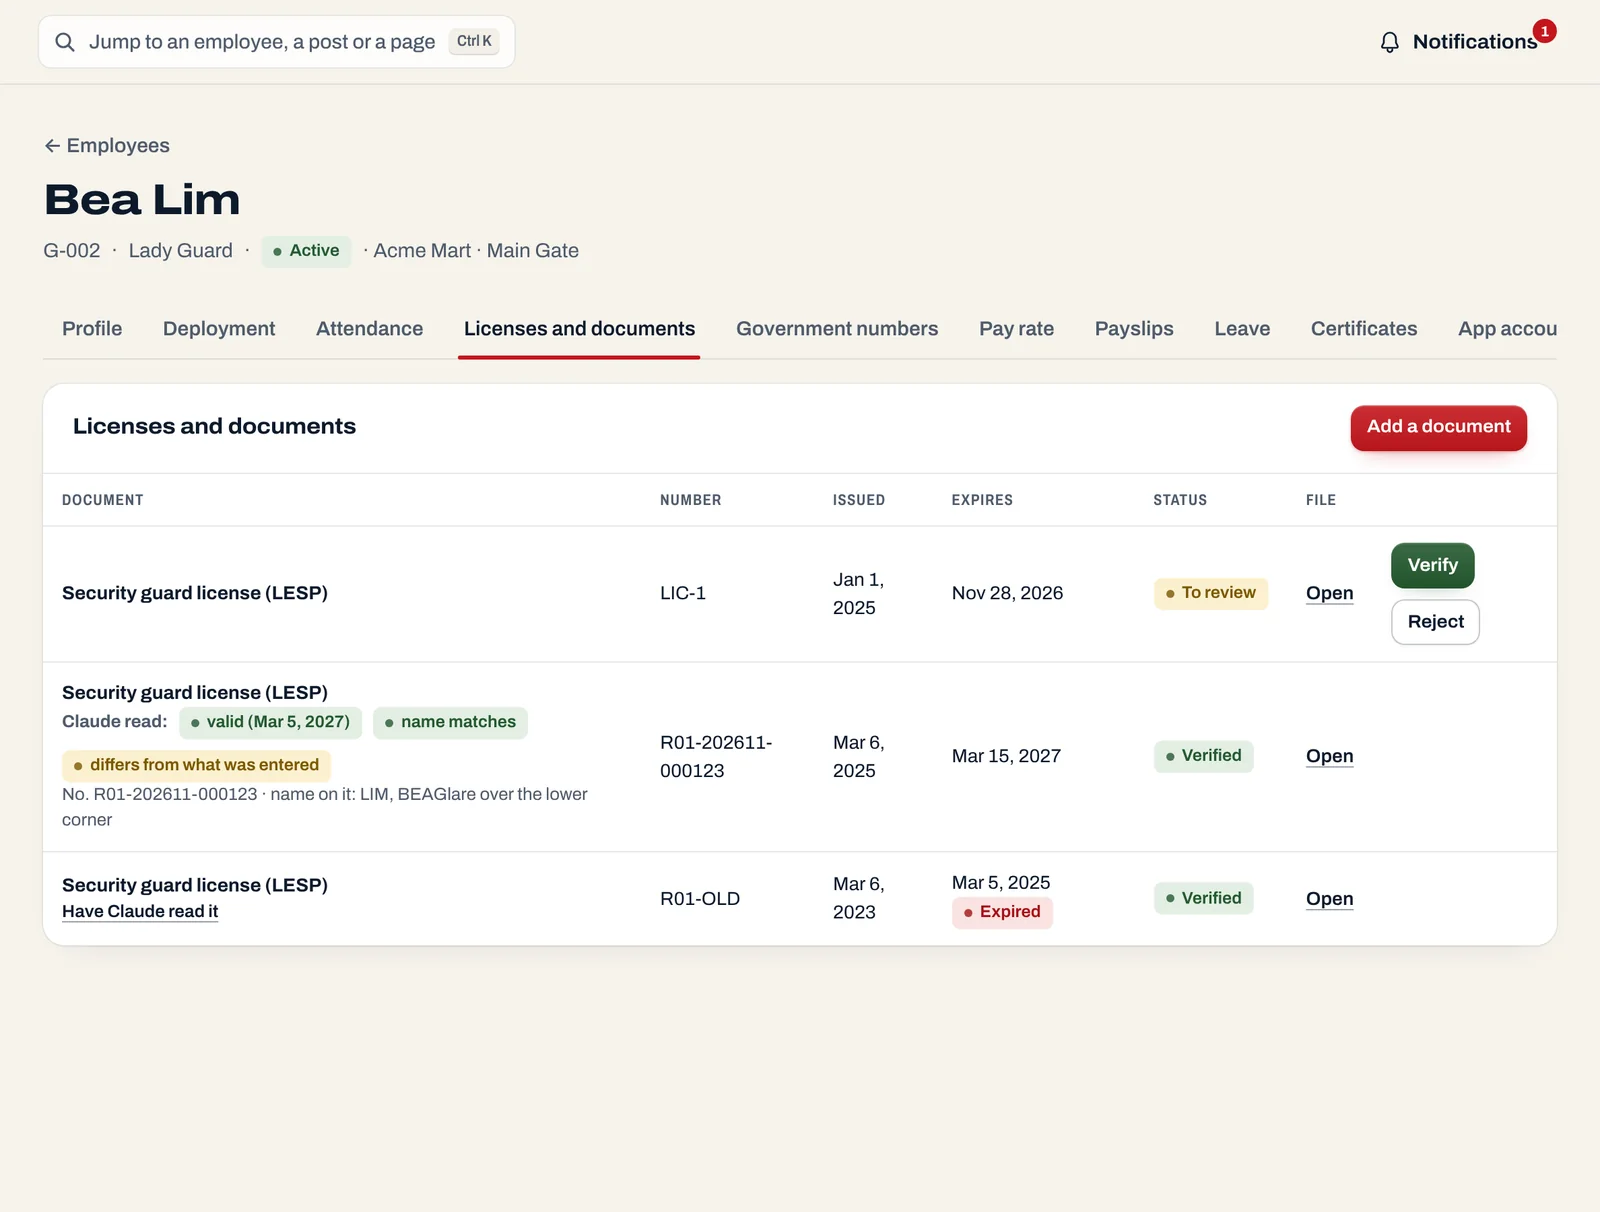 Jump to an employee, a post or a page Ctrl K
Notifications 1
← Employees
Bea Lim
G-002 · Lady Guard · Active · Acme Mart · Main Gate
Profile Deployment Attendance Licenses and documents Government numbers Pay rate Payslips Leave Certificates App accou
Licenses and documents
Add a document
DOCUMENT NUMBER ISSUED EXPIRES STATUS FILE
Security guard license (LESP) LIC-1 Jan 1, 2025 Nov 28, 2026 To review Open
Verify
Reject
Security guard license (LESP)
Claude read: valid (Mar 5, 2027) name matches
differs from what was entered
No. R01-202611-000123 · name on it: LIM, BEAGlare over the lower
corner
R01-202611-
000123
Mar 6,
2025
Mar 15, 2027
Verified
Open
Security guard license (LESP)
Have Claude read it
R01-OLD
Mar 6,
2023
Mar 5, 2025
Expired
Verified
Open